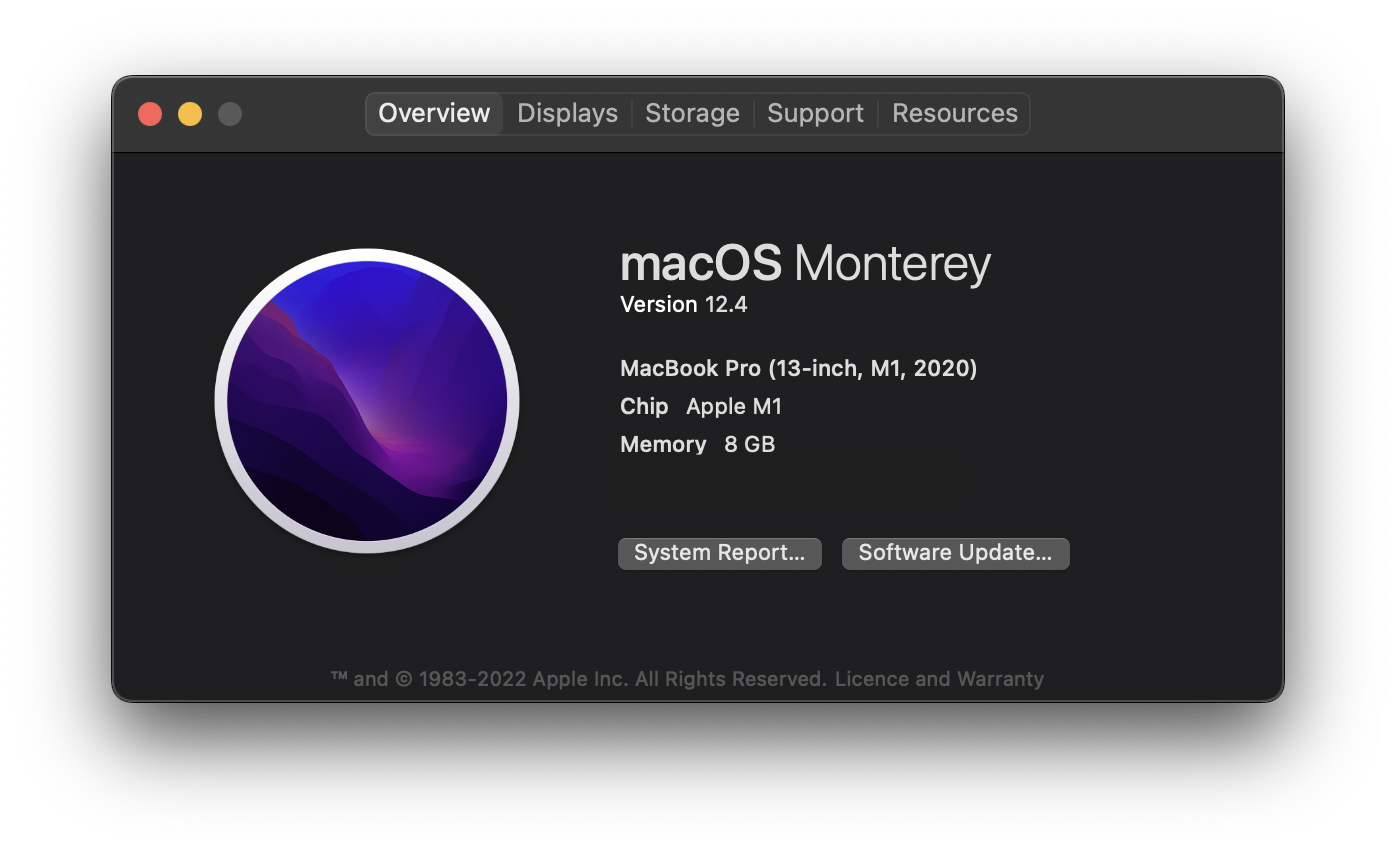 Overview Displays Storage Support Resources
macOS Monterey
Version 12.4
MacBook Pro (13-inch, M1, 2020)
Chip Apple M1
Memory 8 GB
System Report... Software Update...
™ and © 1983-2022 Apple Inc. All Rights Reserved. Licence and Warranty